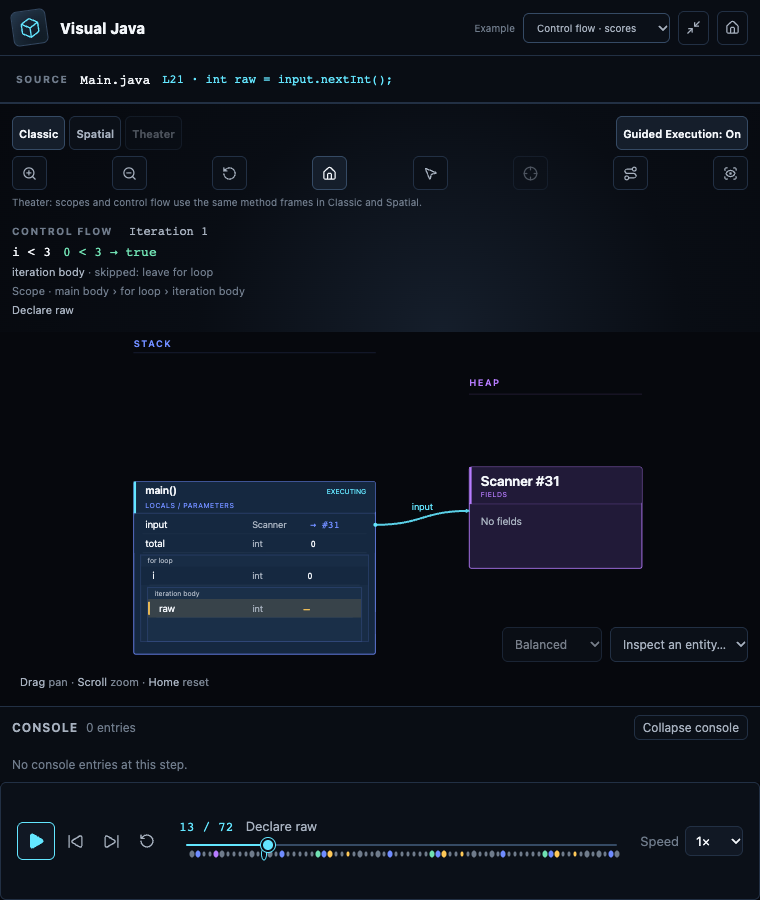 Visual Java
Example
Control flow · scores
SOURCE Main.java L21 · int raw = input.nextInt();
Classic Spatial Theater
Guided Execution: On
Theater: scopes and control flow use the same method frames in Classic and Spatial.
CONTROL FLOW Iteration 1
i < 3 0 < 3 → true
iteration body · skipped: leave for loop
Scope · main body › for loop › iteration body
Declare raw
STACK
HEAP
main() EXECUTING
LOCALS / PARAMETERS
input Scanner → #31
total int 0
for loop
i int 0
Iteration body
raw int —
input
Scanner #31
FIELDS
No fields
Balanced
Inspect an entity...
Drag pan · Scroll zoom · Home reset
CONSOLE 0 entries
Collapse console
No console entries at this step.
13 / 72 Declare raw
Speed 1×